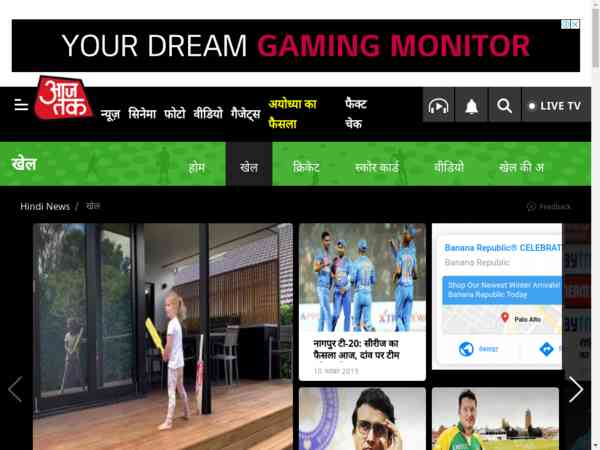 YOUR DREAM GAMING MONITOR
आज
तक
न्यूज़ सिनेमा फोटो वीडियो गैजेट्स
अयोध्या का
फैसला
फैक्ट
चेक
LIVE TV
खेल
होम खेल क्रिकेट स्कोर कार्ड वीडियो खेल की अ
Hindi News / खेल
Feedback
नागपुर टी-20: सीरीज का
फैसला आज, दांव पर टीम
10 नवंबर 2019
Banana Republic® CELEBRAT
Banana Republic
Shop Our Newest Winter Arrivals!
Banana Republic Today
Palo Alto
वेबसाइट